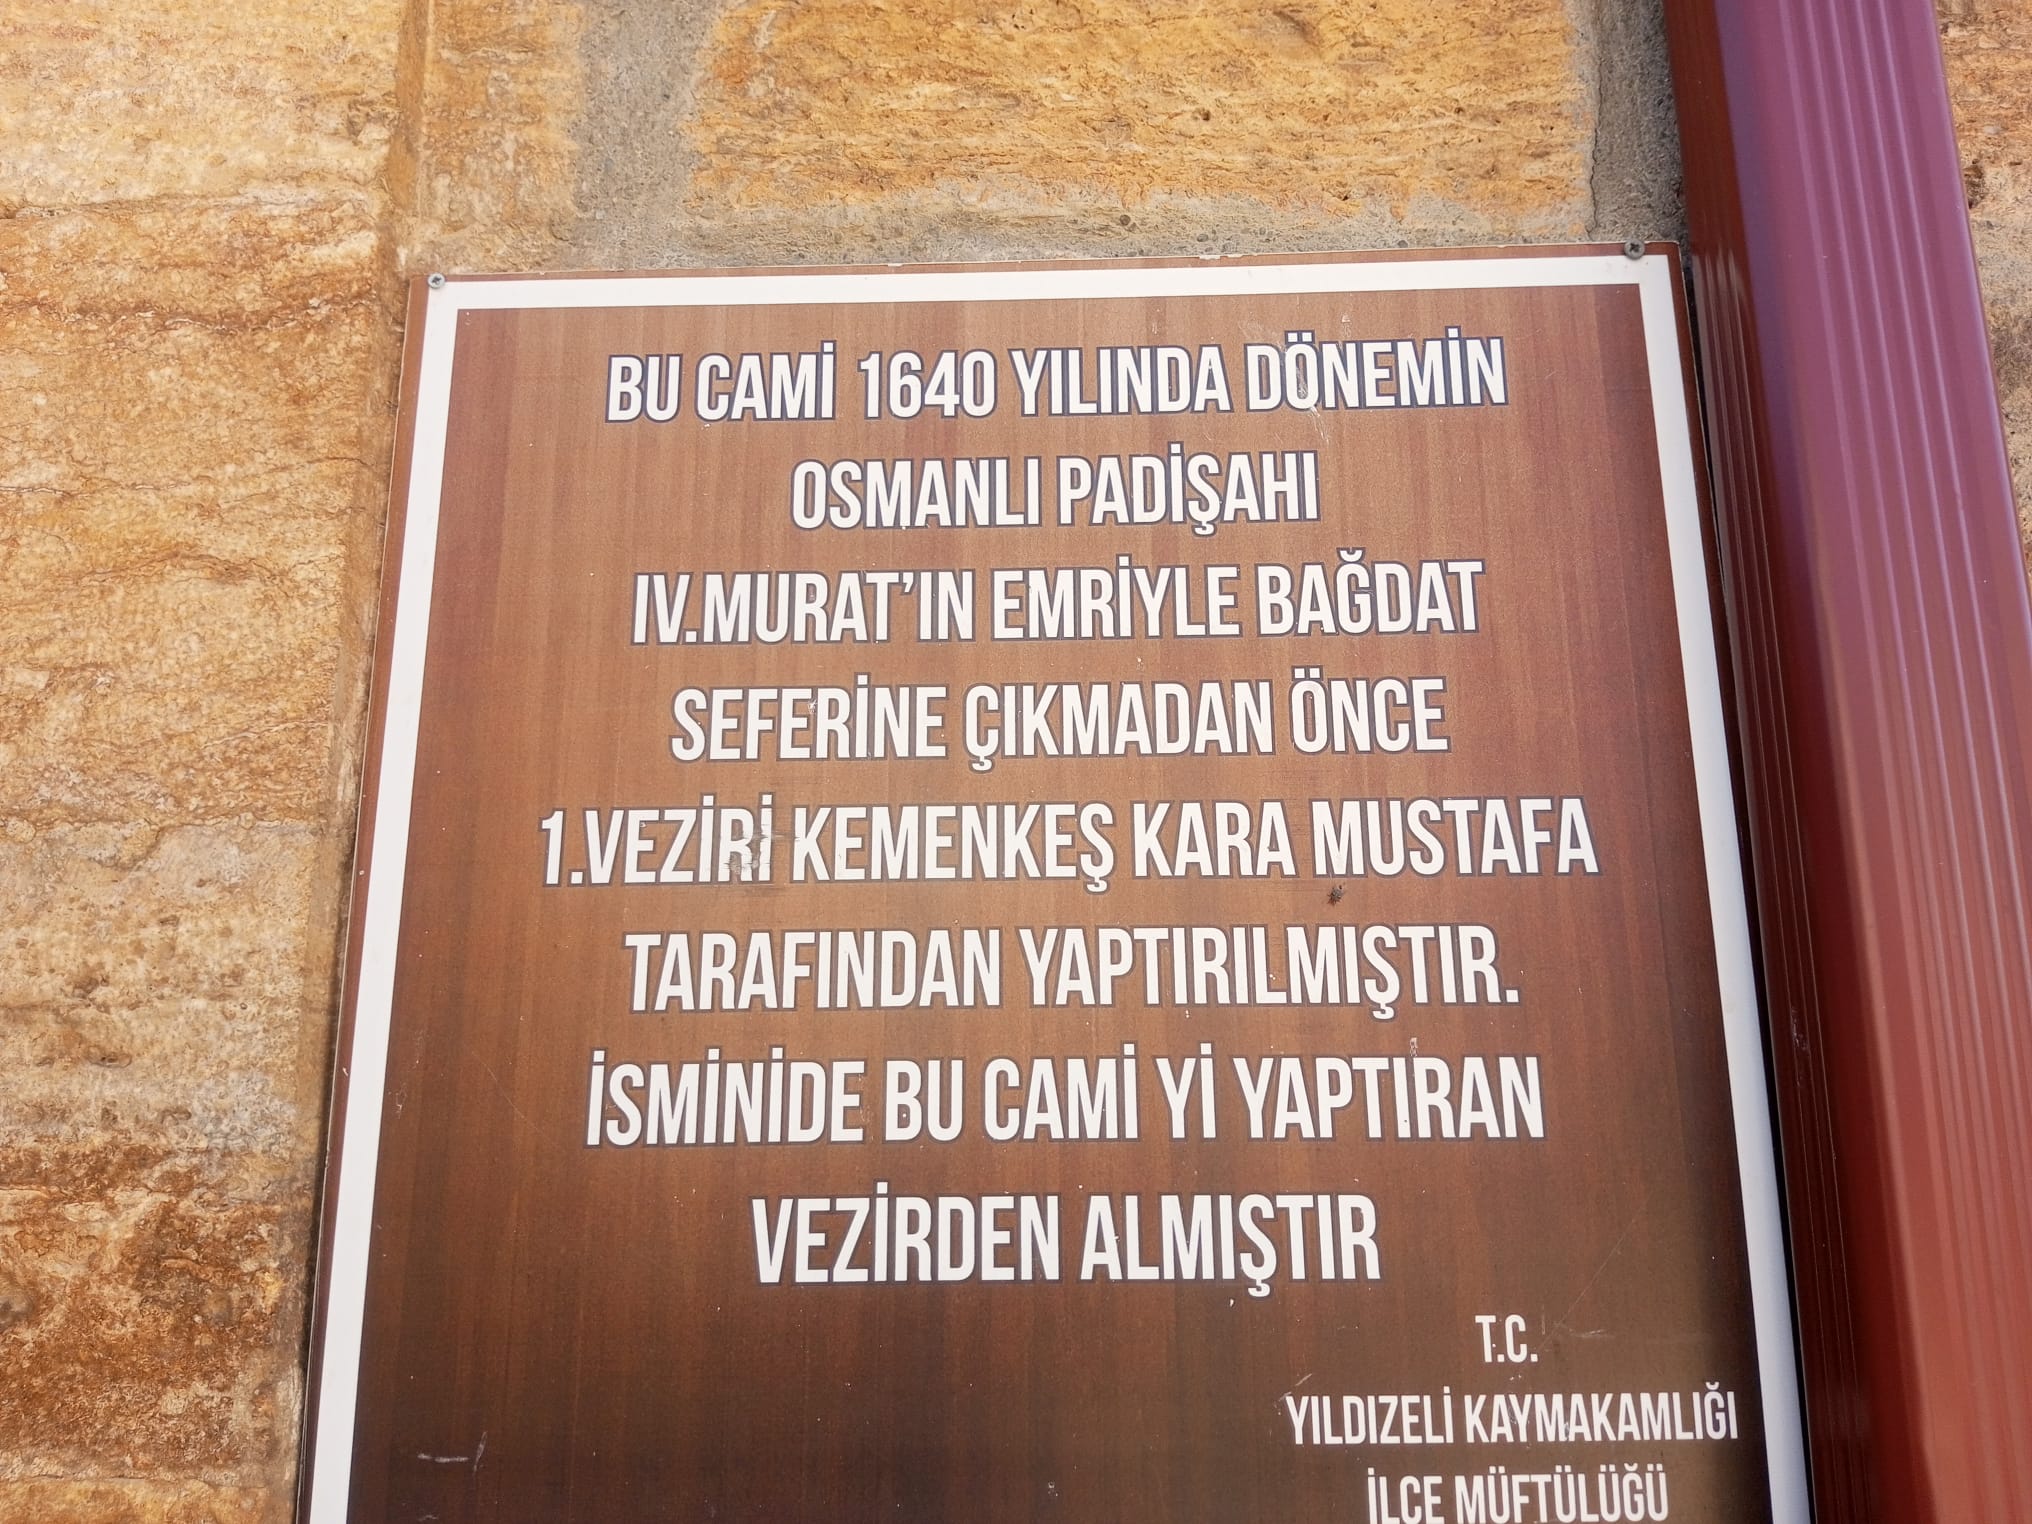 BU CAMİ 1640 YILINDA DÖNEMİN
OSMANLI PADİŞAHI
IV.MURAT'IN EMRİYLE BAĞDAT
SEFERİNE ÇIKMADAN ÖNCE
1.VEZİRİ KEMENKEŞ KARA MUSTAFA
TARAFINDAN YAPTIRILMIŞTIR.
İSMİNİDE BU CAMİ Yİ YAPTIRAN
VEZİRDEN ALMIŞTIR
T.C.
YILDIZELİ KAYMAKAMLIĞI
İLÇE MÜFTÜLÜĞÜ